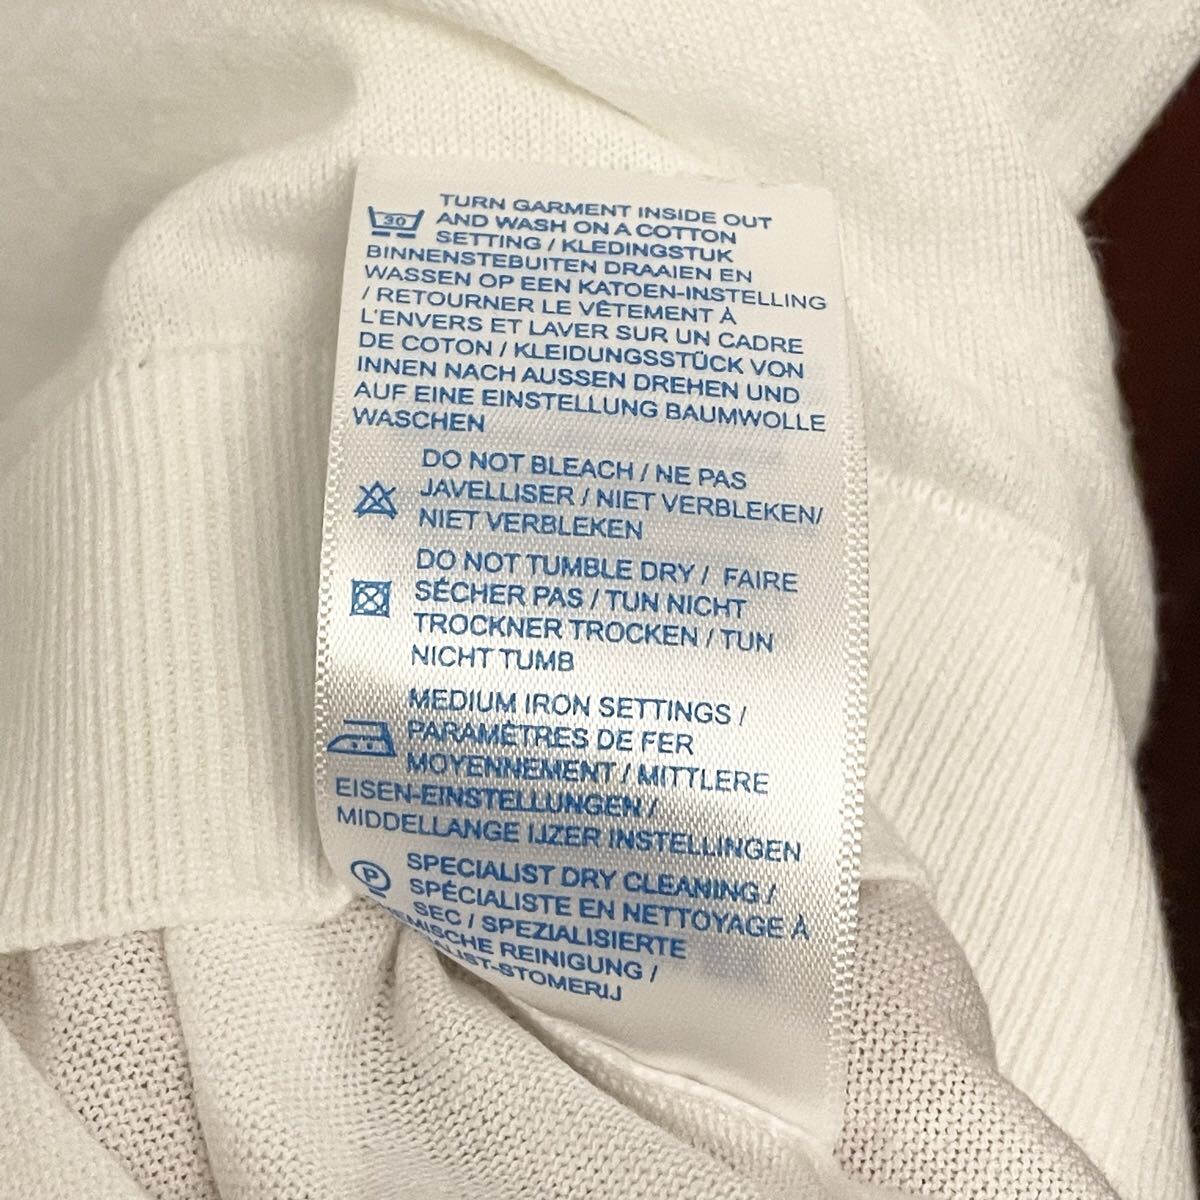 30
TURN GARMENT INSIDE OUT
AND WASH ON A COTTON
SETTING / KLEDINGSTUK
BINNENSTEBUITEN DRAAIEN EN
WASSEN OP EEN KATOEN-INSTELLING
/ RETOURNER LE VÊTEMENT À
L'ENVERS ET LAVER SUR UN CADRE
DE COTON / KLEIDUNGSSTÜCK VON
INNEN NACH AUSSEN DREHEN UND
AUF EINE EINSTELLUNG BAUMWOLLE
WASCHEN
DO NOT BLEACH / NE PAS
JAVELLISER / NIET VERBLEKEN/
NIET VERBLEKEN
DO NOT TUMBLE DRY / FAIRE
SÉCHER PAS / TUN NICHT
TROCKNER TROCKEN / TUN
NICHT TUMB
MEDIUM IRON SETTINGS /
PARAMÈTRES DE FER
MOYENNEMENT / MITTLERE
EISEN-EINSTELLUNGEN /
MIDDELLANGE IJZER INSTELLINGEN
P
SPECIALIST DRY CLEANING /
SPÉCIALISTE EN NETTOYAGE À
SEC / SPEZIALISIERTE
EMISCHE REINIGUNG /
ALIST-STOMERIJ